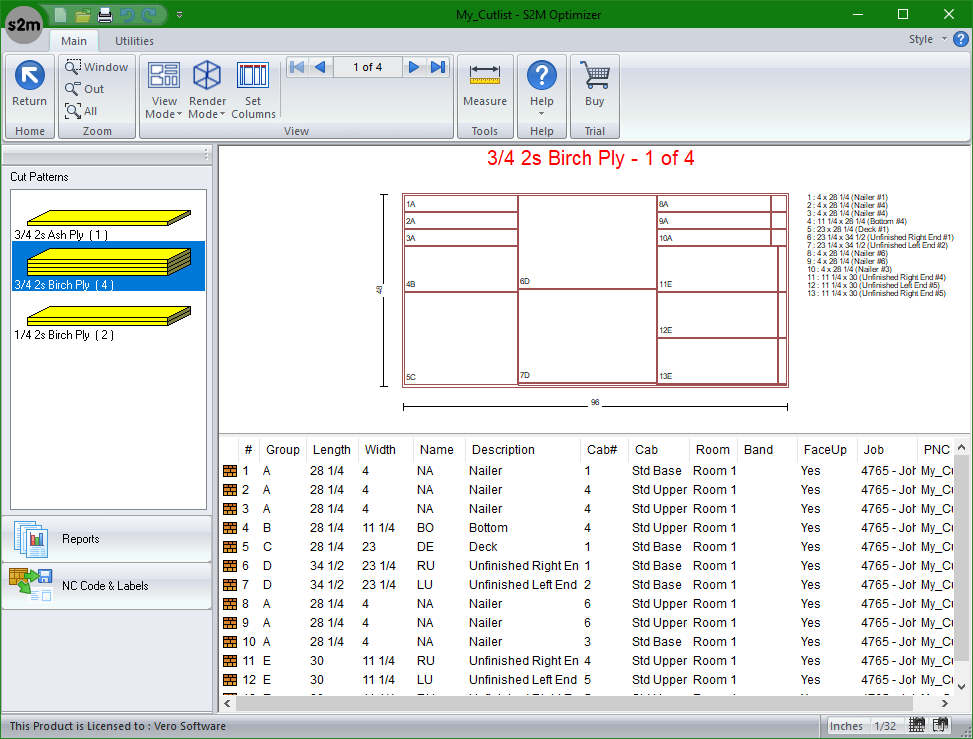 My_Cutlist - S2M Optimizer
s2m
Main Utilities Style
Window
Out
All
Return
View Mode
Render Mode
Set Columns
1 of 4
Measure
Help
Buy
Home Zoom View Tools Help Trial
Cut Patterns
3/4 2s Ash Ply ( 1 )
3/4 2s Birch Ply ( 4 )
1/4 2s Birch Ply ( 2 )
Reports
NC Code & Labels
3/4 2s Birch Ply - 1 of 4
1A 8A
2A 9A
3A 10A
4B 6D 11E
12E
5C 7D 13E
48
96
1 : 4 x 28 1/4 (Nailer #1)
2 : 4 x 28 1/4 (Nailer #4)
3 : 4 x 28 1/4 (Nailer #4)
4 : 11 1/4 x 28 1/4 (Bottom #4)
5 : 23 x 28 1/4 (Deck #1)
6 : 23 1/4 x 34 1/2 (Unfinished Right End #1)
7 : 23 1/4 x 34 1/2 (Unfinished Left End #2)
8 : 4 x 28 1/4 (Nailer #6)
9 : 4 x 28 1/4 (Nailer #6)
10 : 4 x 28 1/4 (Nailer #3)
11 : 11 1/4 x 30 (Unfinished Right End #4)
12 : 11 1/4 x 30 (Unfinished Left End #5)
13 : 11 1/4 x 30 (Unfinished Right End #5)
# Group Length Width Name Description Cab# Cab Room Band FaceUp Job PNC
1 A 28 1/4 4 NA Nailer 1 Std Base Room 1 Yes 4765 - Joh My_Cu
2 A 28 1/4 4 NA Nailer 4 Std Upper Room 1 Yes 4765 - Joh My_Cu
3 A 28 1/4 4 NA Nailer 4 Std Upper Room 1 Yes 4765 - Joh My_Cu
4 B 28 1/4 11 1/4 BO Bottom 4 Std Upper Room 1 Yes 4765 - Joh My_Cu
5 C 28 1/4 23 DE Deck 1 Std Base Room 1 Yes 4765 - Joh My_Cu
6 D 34 1/2 23 1/4 RU Unfinished Right En 1 Std Base Room 1 Yes 4765 - Joh My_Cu
7 D 34 1/2 23 1/4 LU Unfinished Left End 2 Std Base Room 1 Yes 4765 - Joh My_Cu
8 A 28 1/4 4 NA Nailer 6 Std Upper Room 1 Yes 4765 - Joh My_Cu
9 A 28 1/4 4 NA Nailer 6 Std Upper Room 1 Yes 4765 - Joh My_Cu
10 A 28 1/4 4 NA Nailer 3 Std Base Room 1 Yes 4765 - Joh My_Cu
11 E 30 11 1/4 RU Unfinished Right En 4 Std Upper Room 1 Yes 4765 - Joh My_Cu
12 E 30 11 1/4 LU Unfinished Left End 5 Std Upper Room 1 Yes 4765 - Joh My_Cu
This Product is Licensed to : Vero Software
Inches 1/32